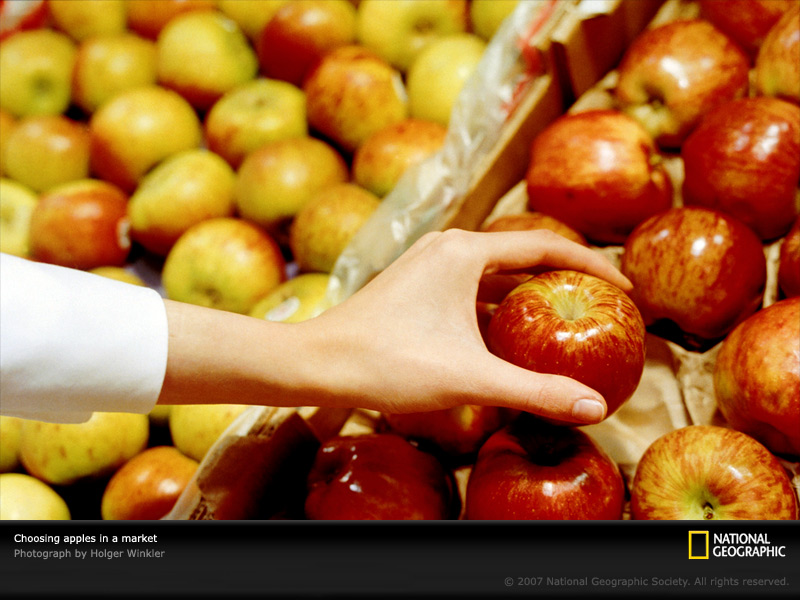 Choosing apples in a market
Photograph by Holger Winkler
NATIONAL
GEOGRAPHIC
© 2007 National Geographic Society. All rights reserved.